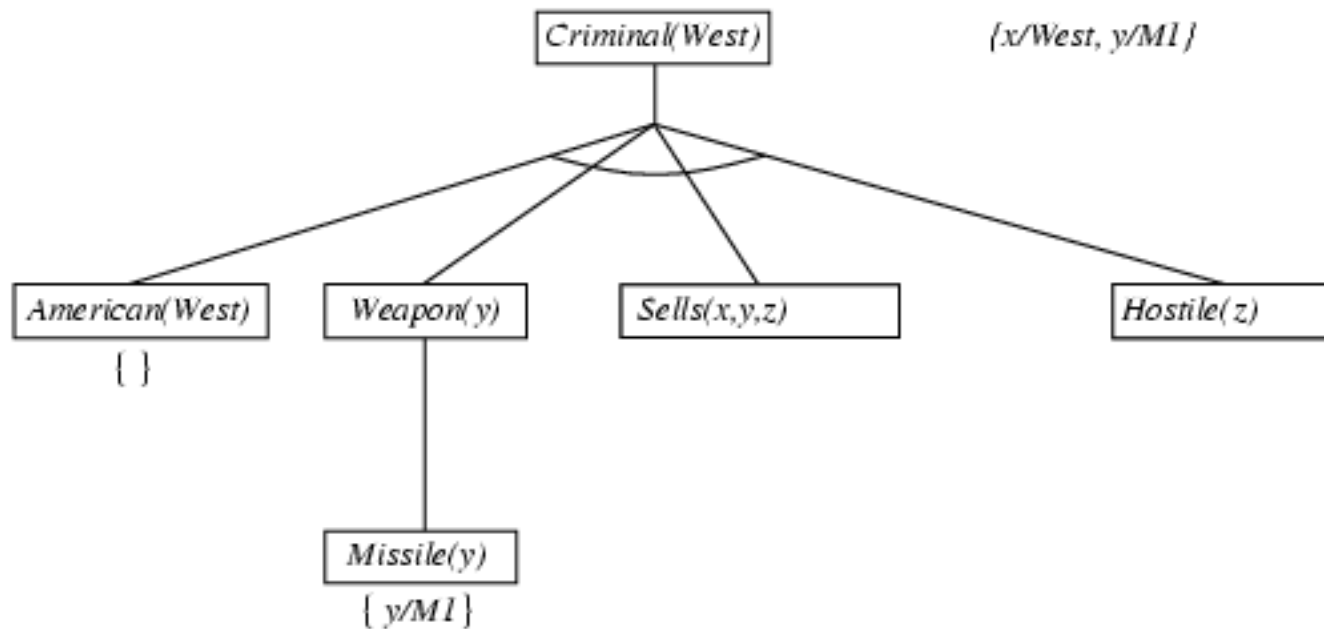 Criminal(West)
{x/West, y/M1}
American(West)
Weapon(y)
Sells(x,y,z)
Hostile(z)
{ }
Missile(y)
{ y/M1 }